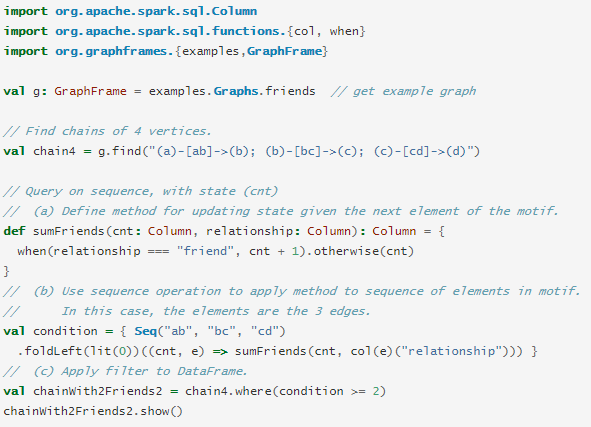 import org.apache.spark.sql.Column
import org.apache.spark.sql.functions.{col, when}
import org.graphframes.{examples,GraphFrame}

val g: GraphFrame = examples.Graphs.friends  // get example graph

// Find chains of 4 vertices.
val chain4 = g.find("(a)-[ab]->(b); (b)-[bc]->(c); (c)-[cd]->(d)")

// Query on sequence, with state (cnt)
//  (a) Define method for updating state given the next element of the motif.
def sumFriends(cnt: Column, relationship: Column): Column = {
  when(relationship === "friend", cnt + 1).otherwise(cnt)
}
//  (b) Use sequence operation to apply method to sequence of elements in motif.
//      In this case, the elements are the 3 edges.
val condition = { Seq("ab", "bc", "cd")
  .foldLeft(lit(0))((cnt, e) => sumFriends(cnt, col(e)("relationship"))) }
//  (c) Apply filter to DataFrame.
val chainWith2Friends2 = chain4.where(condition >= 2)
chainWith2Friends2.show()